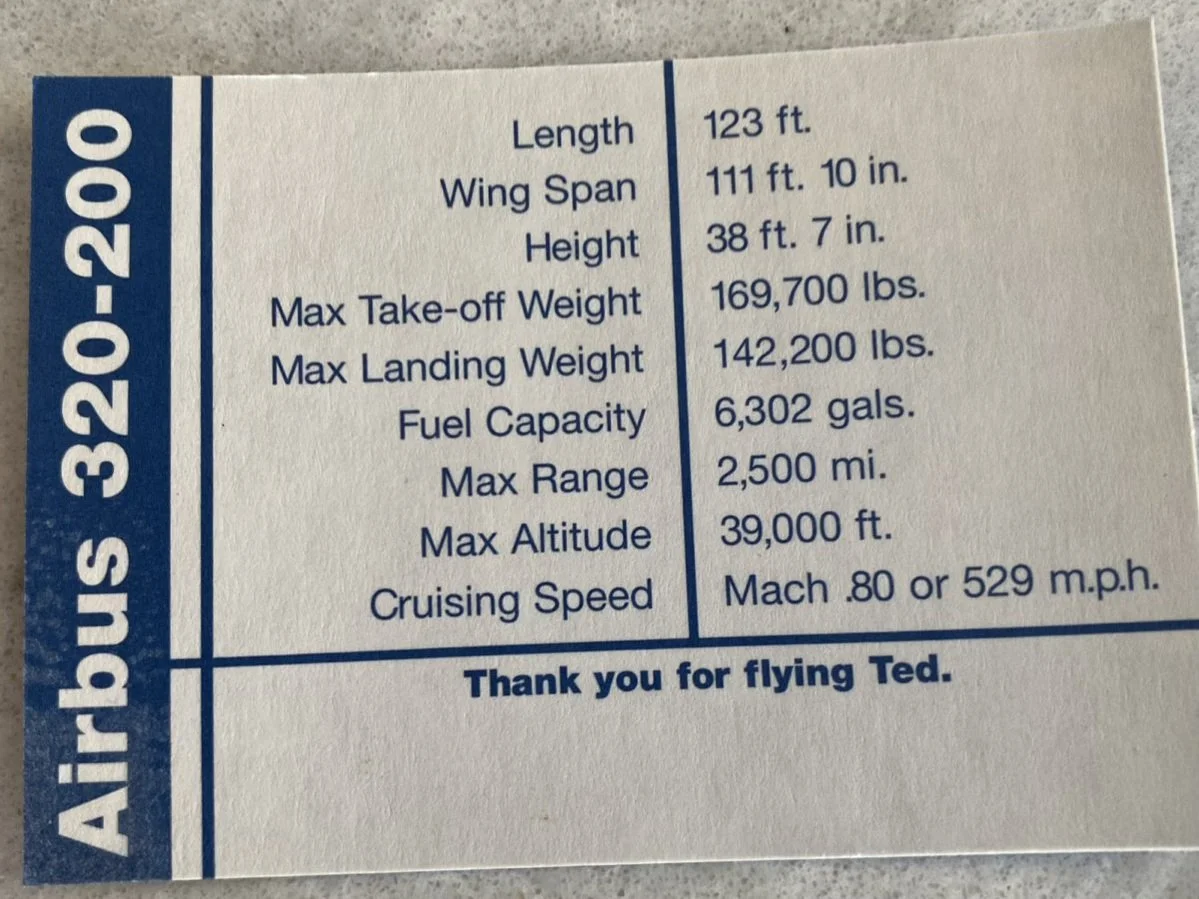 Airbus 320-200
Length 123 ft.
Wing Span 111 ft. 10 in.
Height 38 ft. 7 in.
Max Take-off Weight 169,700 lbs.
Max Landing Weight 142,200 lbs.
Fuel Capacity 6,302 gals.
Max Range 2,500 mi.
Max Altitude 39,000 ft.
Cruising Speed Mach .80 or 529 m.p.h.
Thank you for flying Ted.